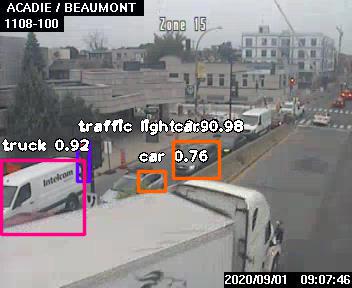 ACADIE / BEAUMONT
1108-100
Zone 15
traffic light
car 0.98
truck 0.92
car 0.76
Intelcom
2020/09/01 09:07:46